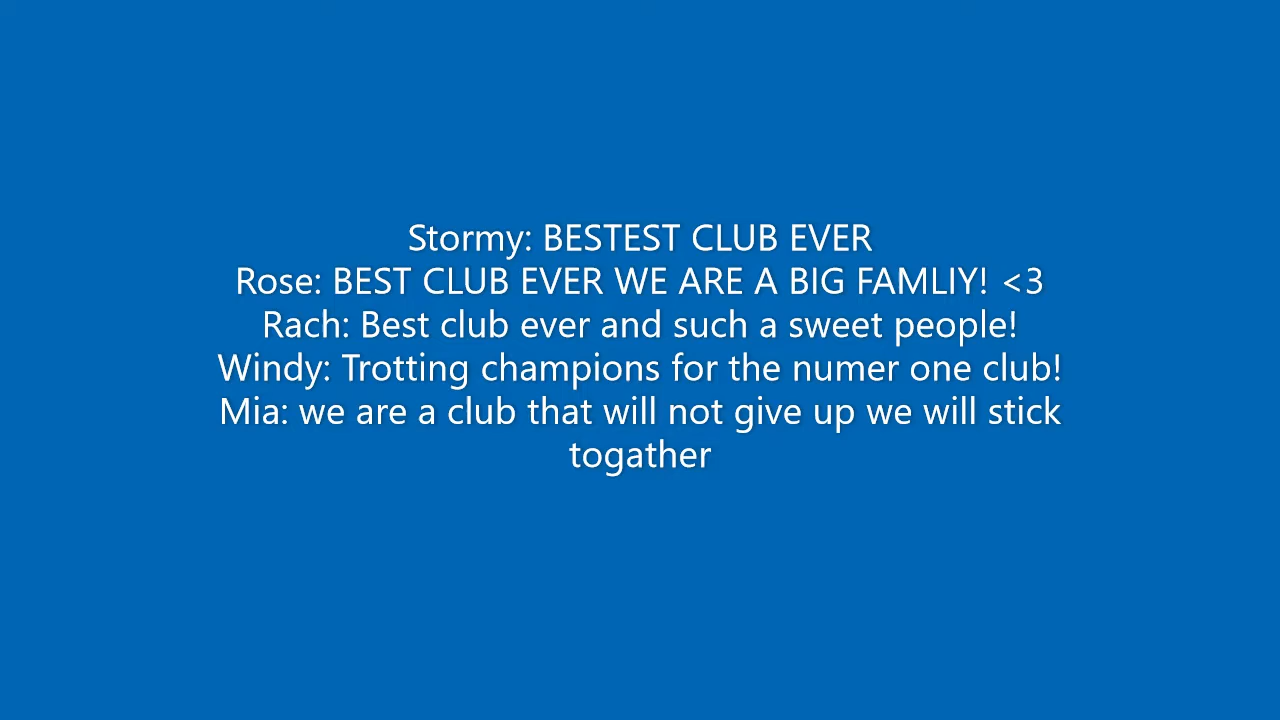 Stormy: BESTEST CLUB EVER
Rose: BEST CLUB EVER WE ARE A BIG FAMLIY! <3
Rach: Best club ever and such a sweet people!
Windy: Trotting champions for the numer one club!
Mia: we are a club that will not give up we will stick
togather